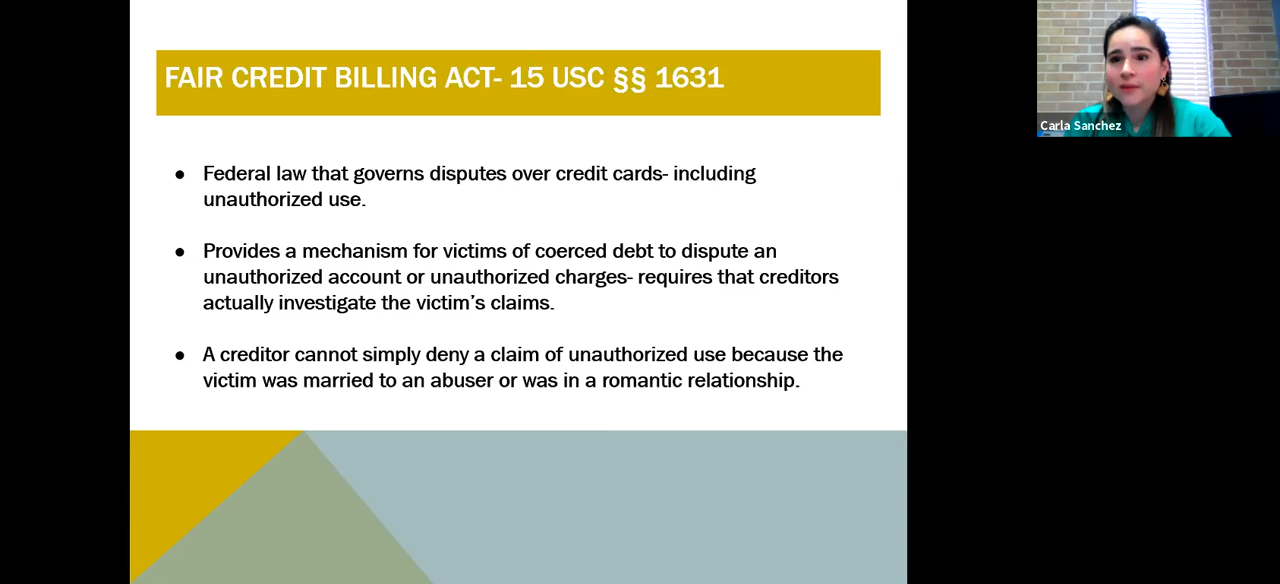 FAIR CREDIT BILLING ACT- 15 USC §§ 1631
Carla Sanchez
● Federal law that governs disputes over credit cards- including
unauthorized use.
● Provides a mechanism for victims of coerced debt to dispute an
unauthorized account or unauthorized charges- requires that creditors
actually investigate the victim’s claims.
● A creditor cannot simply deny a claim of unauthorized use because the
victim was married to an abuser or was in a romantic relationship.